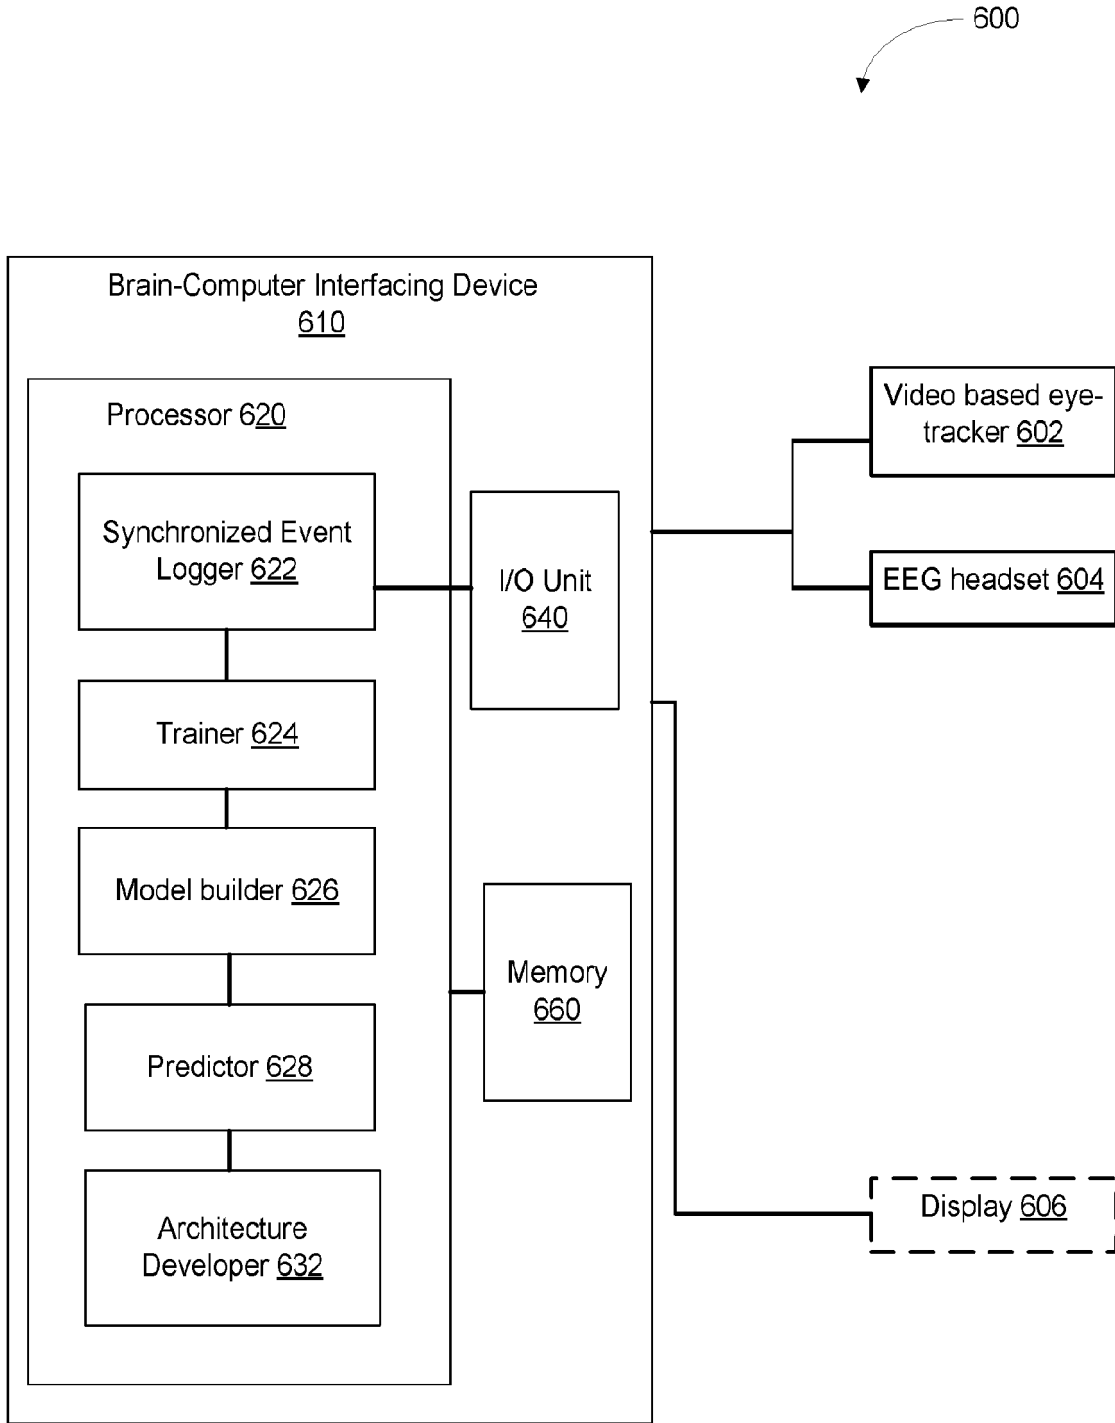 600
Brain-Computer Interfacing Device
610
Processor 620
Synchronized Event
Logger 622
Trainer 624
Model builder 626
Predictor 628
Architecture
Developer 632
I/O Unit
640
Memory
660
Video based eye-
tracker 602
EEG headset 604
Display 606